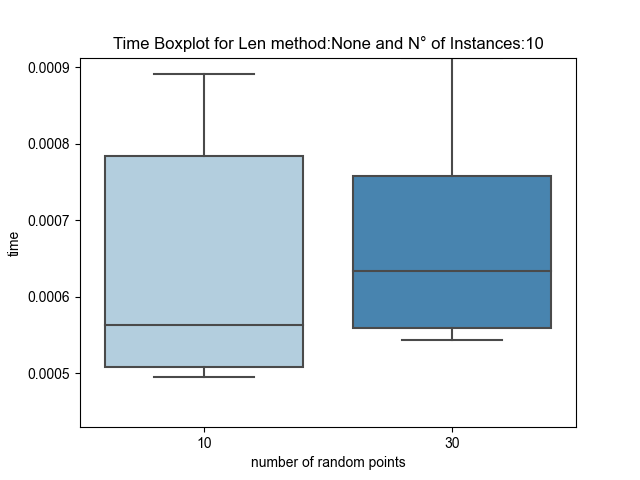 Time Boxplot for Len method:None and N° of Instances:10
0.0009
0.0008
0.0007
0.0006
0.0005
time
10
30
number of random points